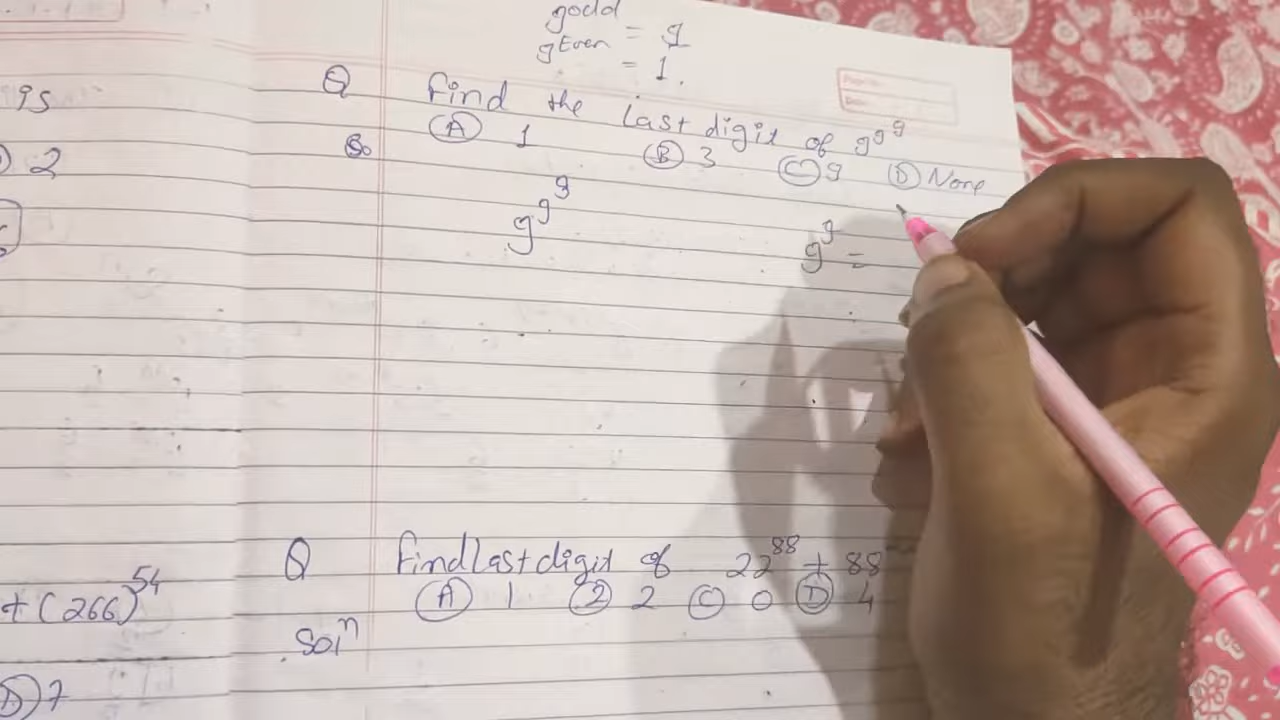 9odd = 9
9Even = 1.
95
Q Find the last digit of 9^9^9
2
(A) 1 (B) 3 (C) 9 (D) None
So
9^9^9 9^9 =
Q Find last digit of 22^88 + 88
+ (266)^54
(A) 1 (2) 2 (C) 0 (D) 4
Sol^n
(D) 7